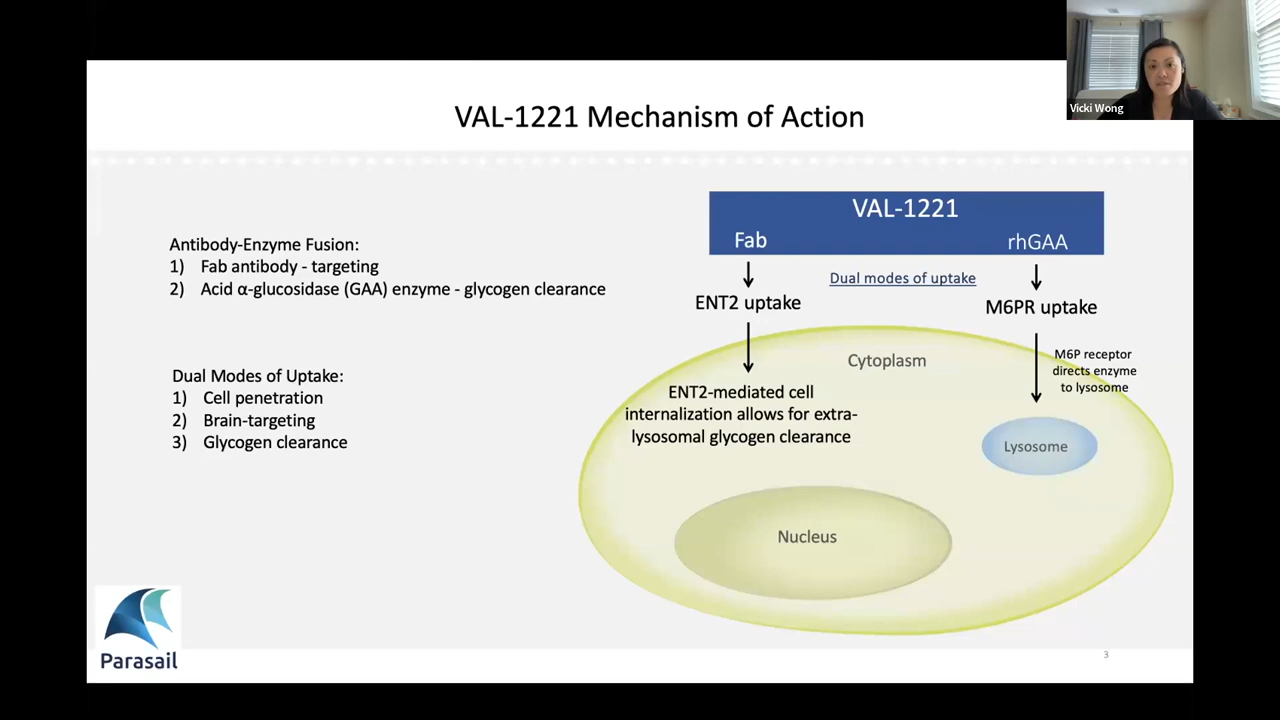 Vicki Wong
VAL-1221 Mechanism of Action
Antibody-Enzyme Fusion:
1) Fab antibody - targeting
2) Acid α-glucosidase (GAA) enzyme - glycogen clearance
Dual Modes of Uptake:
1) Cell penetration
2) Brain-targeting
3) Glycogen clearance
VAL-1221
Fab
rhGAA
Dual modes of uptake
ENT2 uptake
M6PR uptake
Cytoplasm
M6P receptor
directs enzyme
to lysosome
ENT2-mediated cell
internalization allows for extra-
lysosomal glycogen clearance
Lysosome
Nucleus
Parasail
3